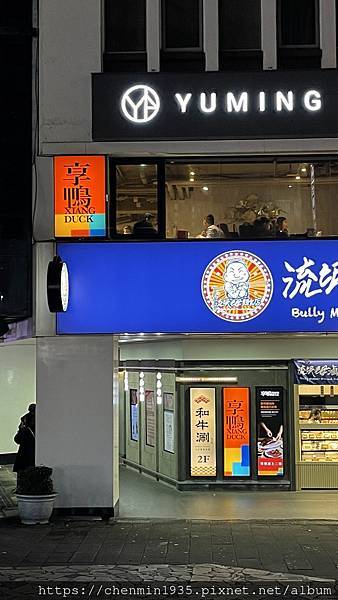 YUMING
享
鴨
XIANG
DUCK
流氓
Bully M
和牛涮
2F
享
鴨
XIANG
DUCK
https://chenmin1935.pixnet.net/album